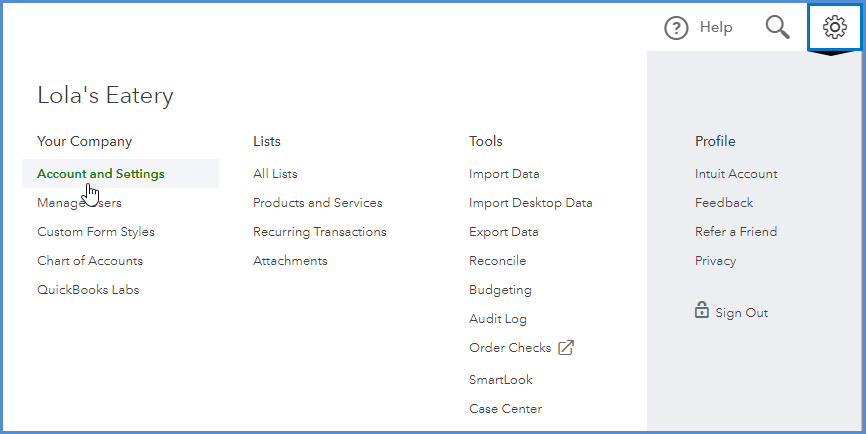 Help
Lola's Eatery
Your Company
Account and Settings
Manage Users
Custom Form Styles
Chart of Accounts
QuickBooks Labs
Lists
All Lists
Products and Services
Recurring Transactions
Attachments
Tools
Import Data
Import Desktop Data
Export Data
Reconcile
Budgeting
Audit Log
Order Checks
SmartLook
Case Center
Profile
Intuit Account
Feedback
Refer a Friend
Privacy
Sign Out